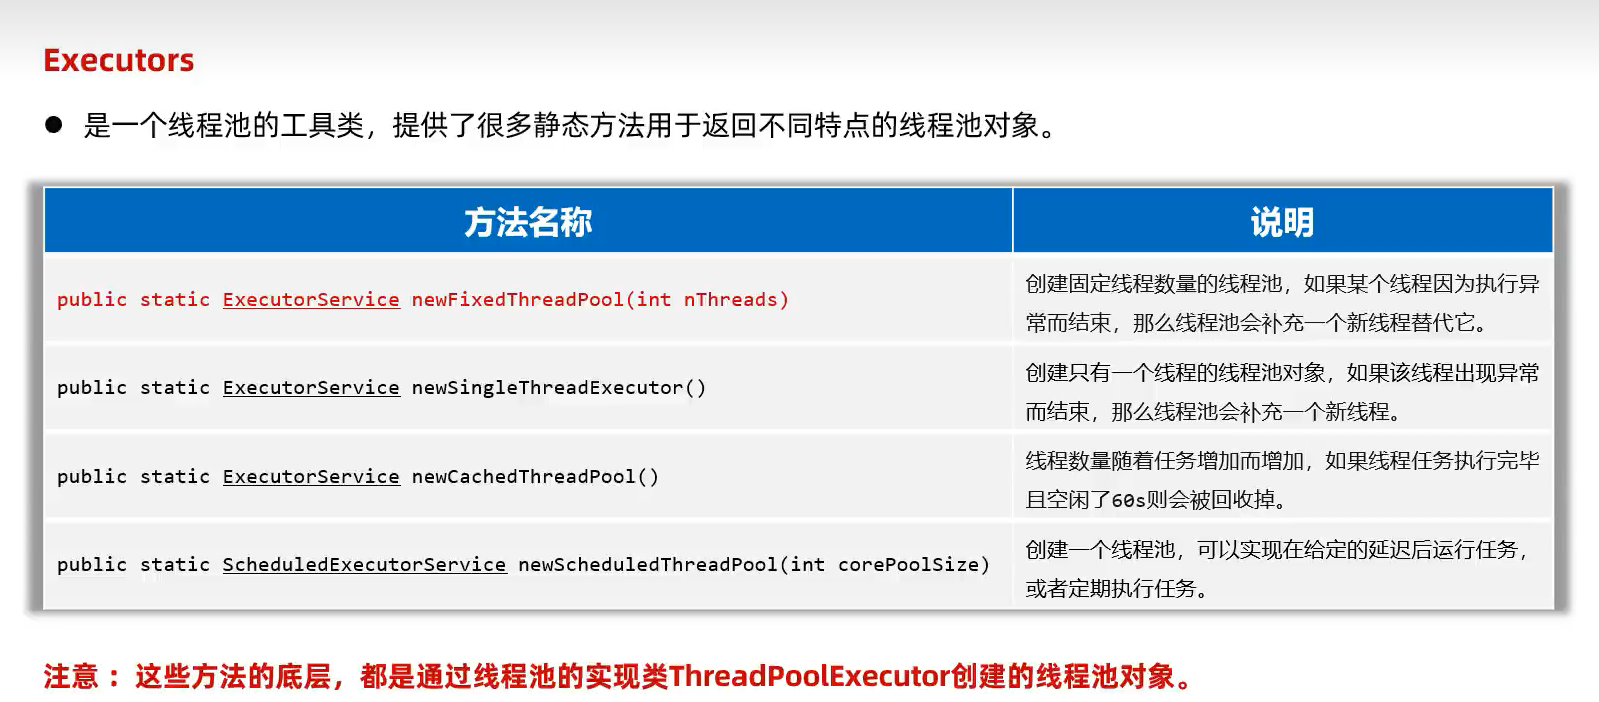 Executors
● 是一个线程池的工具类，提供了很多静态方法用于返回不同特点的线程池对象。
方法名称 说明
public static ExecutorService newFixedThreadPool(int nThreads)
创建固定线程数量的线程池，如果某个线程因为执行异
常而结束，那么线程池会补充一个新线程替代它。
public static ExecutorService newSingleThreadExecutor()
创建只有一个线程的线程池对象，如果该线程出现异常
而结束，那么线程池会补充一个新线程。
public static ExecutorService newCachedThreadPool()
线程数量随着任务增加而增加，如果线程任务执行完毕
且空闲了60s则会被回收掉。
public static ScheduledExecutorService newScheduledThreadPool(int corePoolSize)
创建一个线程池，可以实现在给定的延迟后运行任务，
或者定期执行任务。
注意 ：这些方法的底层，都是通过线程池的实现类ThreadPoolExecutor创建的线程池对象。